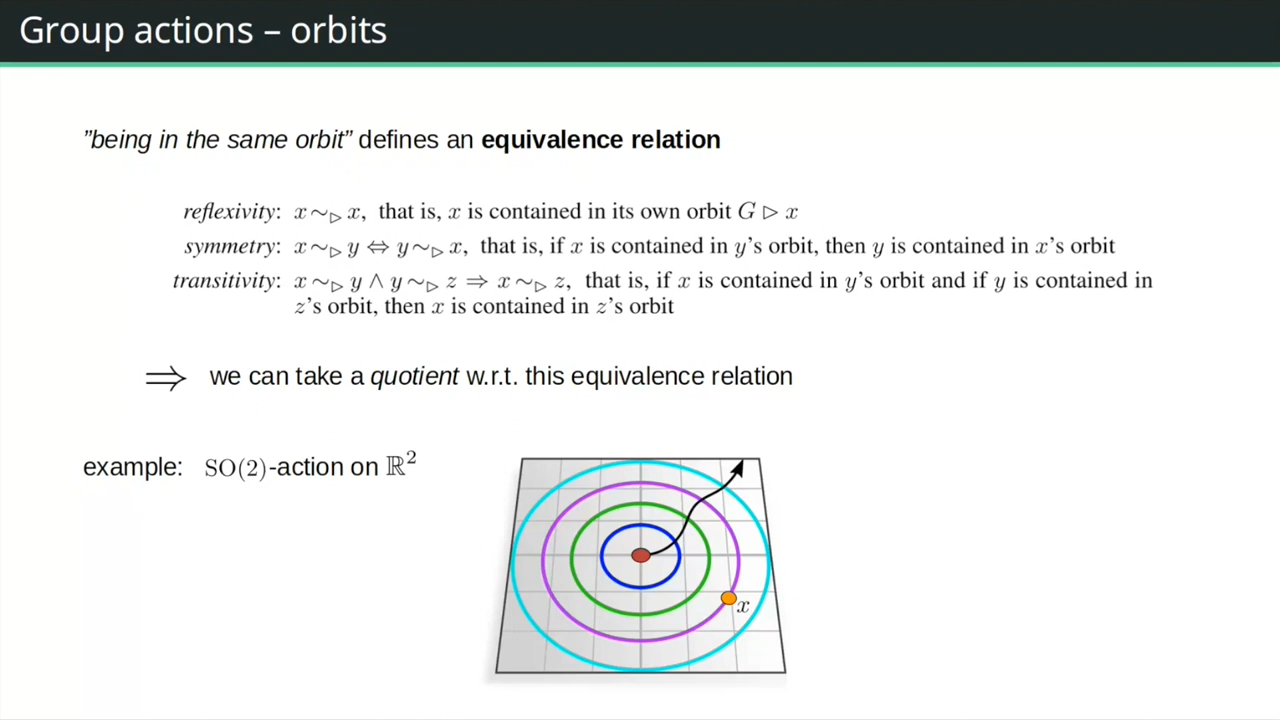 Group actions – orbits
”being in the same orbit” defines an equivalence relation
reflexivity: x ∼▷ x, that is, x is contained in its own orbit G ▷ x
symmetry: x ∼▷ y ⇔ y ∼▷ x, that is, if x is contained in y’s orbit, then y is contained in x’s orbit
transitivity: x ∼▷ y ∧ y ∼▷ z ⇒ x ∼▷ z, that is, if x is contained in y’s orbit and if y is contained in
z’s orbit, then x is contained in z’s orbit
⟹ we can take a quotient w.r.t. this equivalence relation
example: SO(2)-action on ℝ²
x